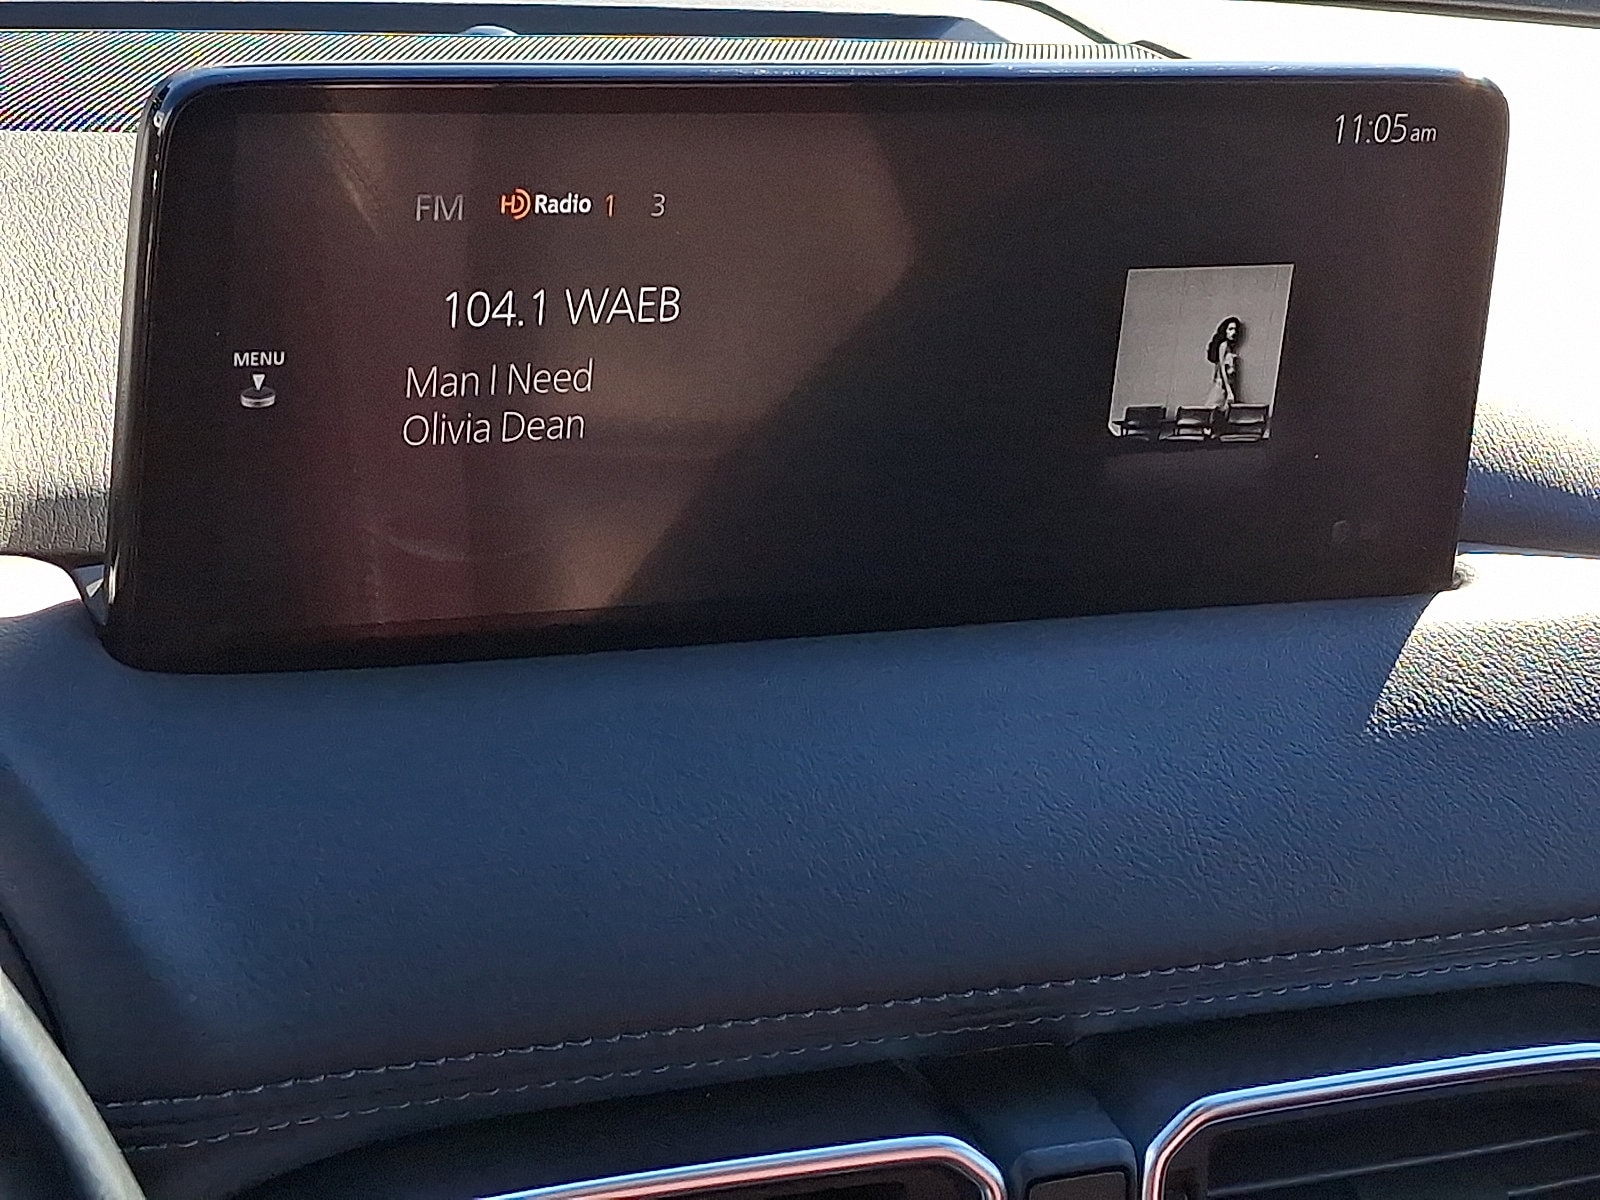 11:05am
FM HD Radio 1 3
104.1 WAEB
MENU
Man I Need
Olivia Dean